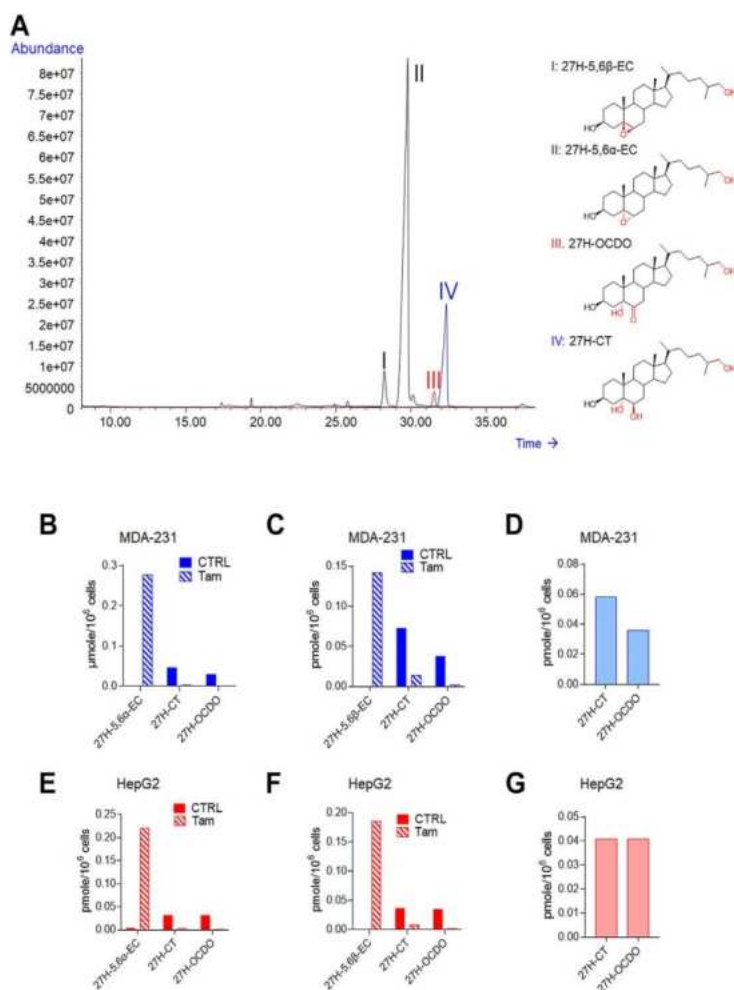 A
Abundance
8e+07
7.5e+07
7e+07
6.5e+07
6e+07
5.5e+07
5e+07
4.5e+07
4e+07
3.5e+07
3e+07
2.5e+07
2e+07
1.5e+07
1e+07
5000000
0
I
II
III
IV
10.00 15.00 20.00 25.00 30.00 35.00
Time →
I: 27H-5,6β-EC
HO
O
OH
II: 27H-5,6α-EC
HO
O
OH
III. 27H-OCDO
HO
HO
O
OH
IV: 27H-CT
HO
HO
OH
OH
B
MDA-231
CTRL
Tam
µmole/10⁶ cells
0.3
0.2
0.1
0.0
27H-5,6α-EC
27H-CT
27H-OCDO
C
MDA-231
CTRL
Tam
pmole/10⁶ cells
0.15
0.10
0.05
0.00
27H-5,6β-EC
27H-CT
27H-OCDO
D
MDA-231
pmole/10⁶ cells
0.08
0.06
0.04
0.02
0.00
27H-CT
27H-OCDO
E
HepG2
CTRL
Tam
pmole/10⁶ cells
0.25
0.20
0.15
0.10
0.05
0.00
27H-5,6α-EC
27H-CT
27H-OCDO
F
HepG2
CTRL
Tam
pmole/10⁶ cells
0.20
0.15
0.10
0.05
0.00
27H-5,6β-EC
27H-CT
27H-OCDO
G
HepG2
pmole/10⁶ cells
0.05
0.04
0.03
0.02
0.01
0.00
27H-CT
27H-OCDO